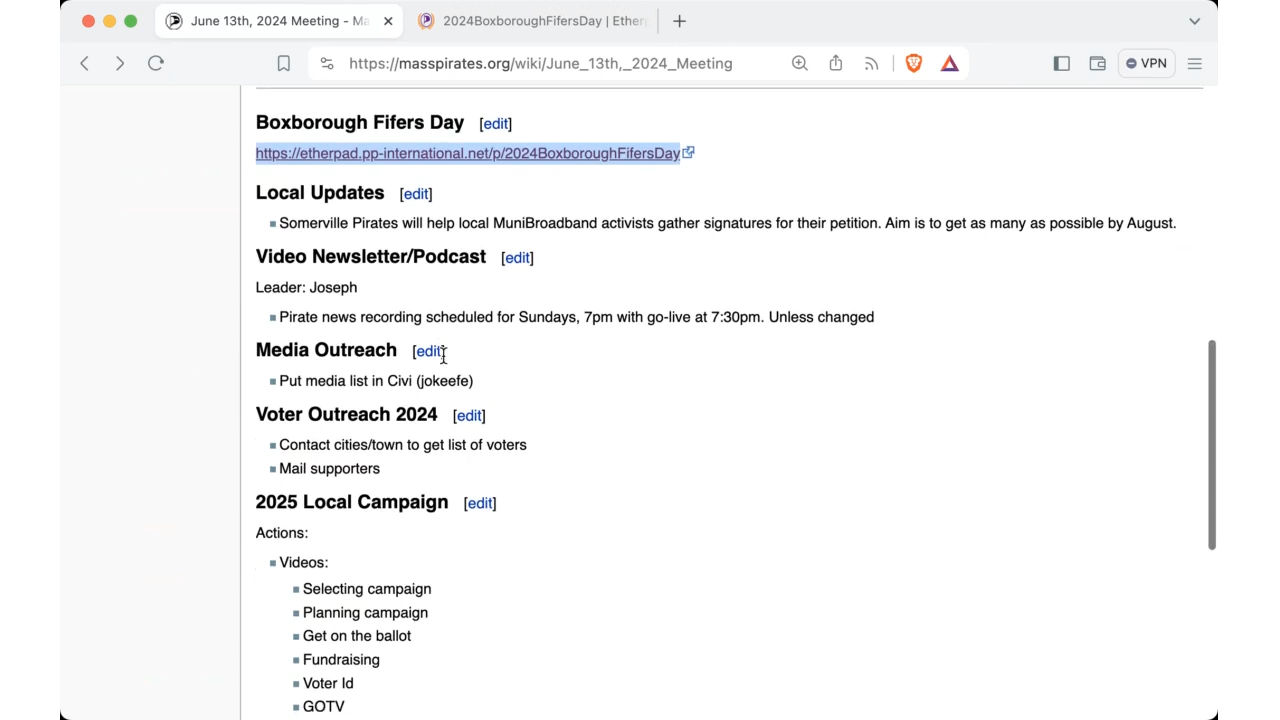 June 13th, 2024 Meeting - Ma
2024BoxboroughFifersDay | Ether
https://masspirates.org/wiki/June_13th,_2024_Meeting
VPN
Boxborough Fifers Day [edit]
https://etherpad.pp-international.net/p/2024BoxboroughFifersDay
Local Updates [edit]
Somerville Pirates will help local MuniBroadband activists gather signatures for their petition. Aim is to get as many as possible by August.
Video Newsletter/Podcast [edit]
Leader: Joseph
Pirate news recording scheduled for Sundays, 7pm with go-live at 7:30pm. Unless changed
Media Outreach [edit]
Put media list in Civi (jokeefe)
Voter Outreach 2024 [edit]
Contact cities/town to get list of voters
Mail supporters
2025 Local Campaign [edit]
Actions:
Videos:
Selecting campaign
Planning campaign
Get on the ballot
Fundraising
Voter Id
GOTV